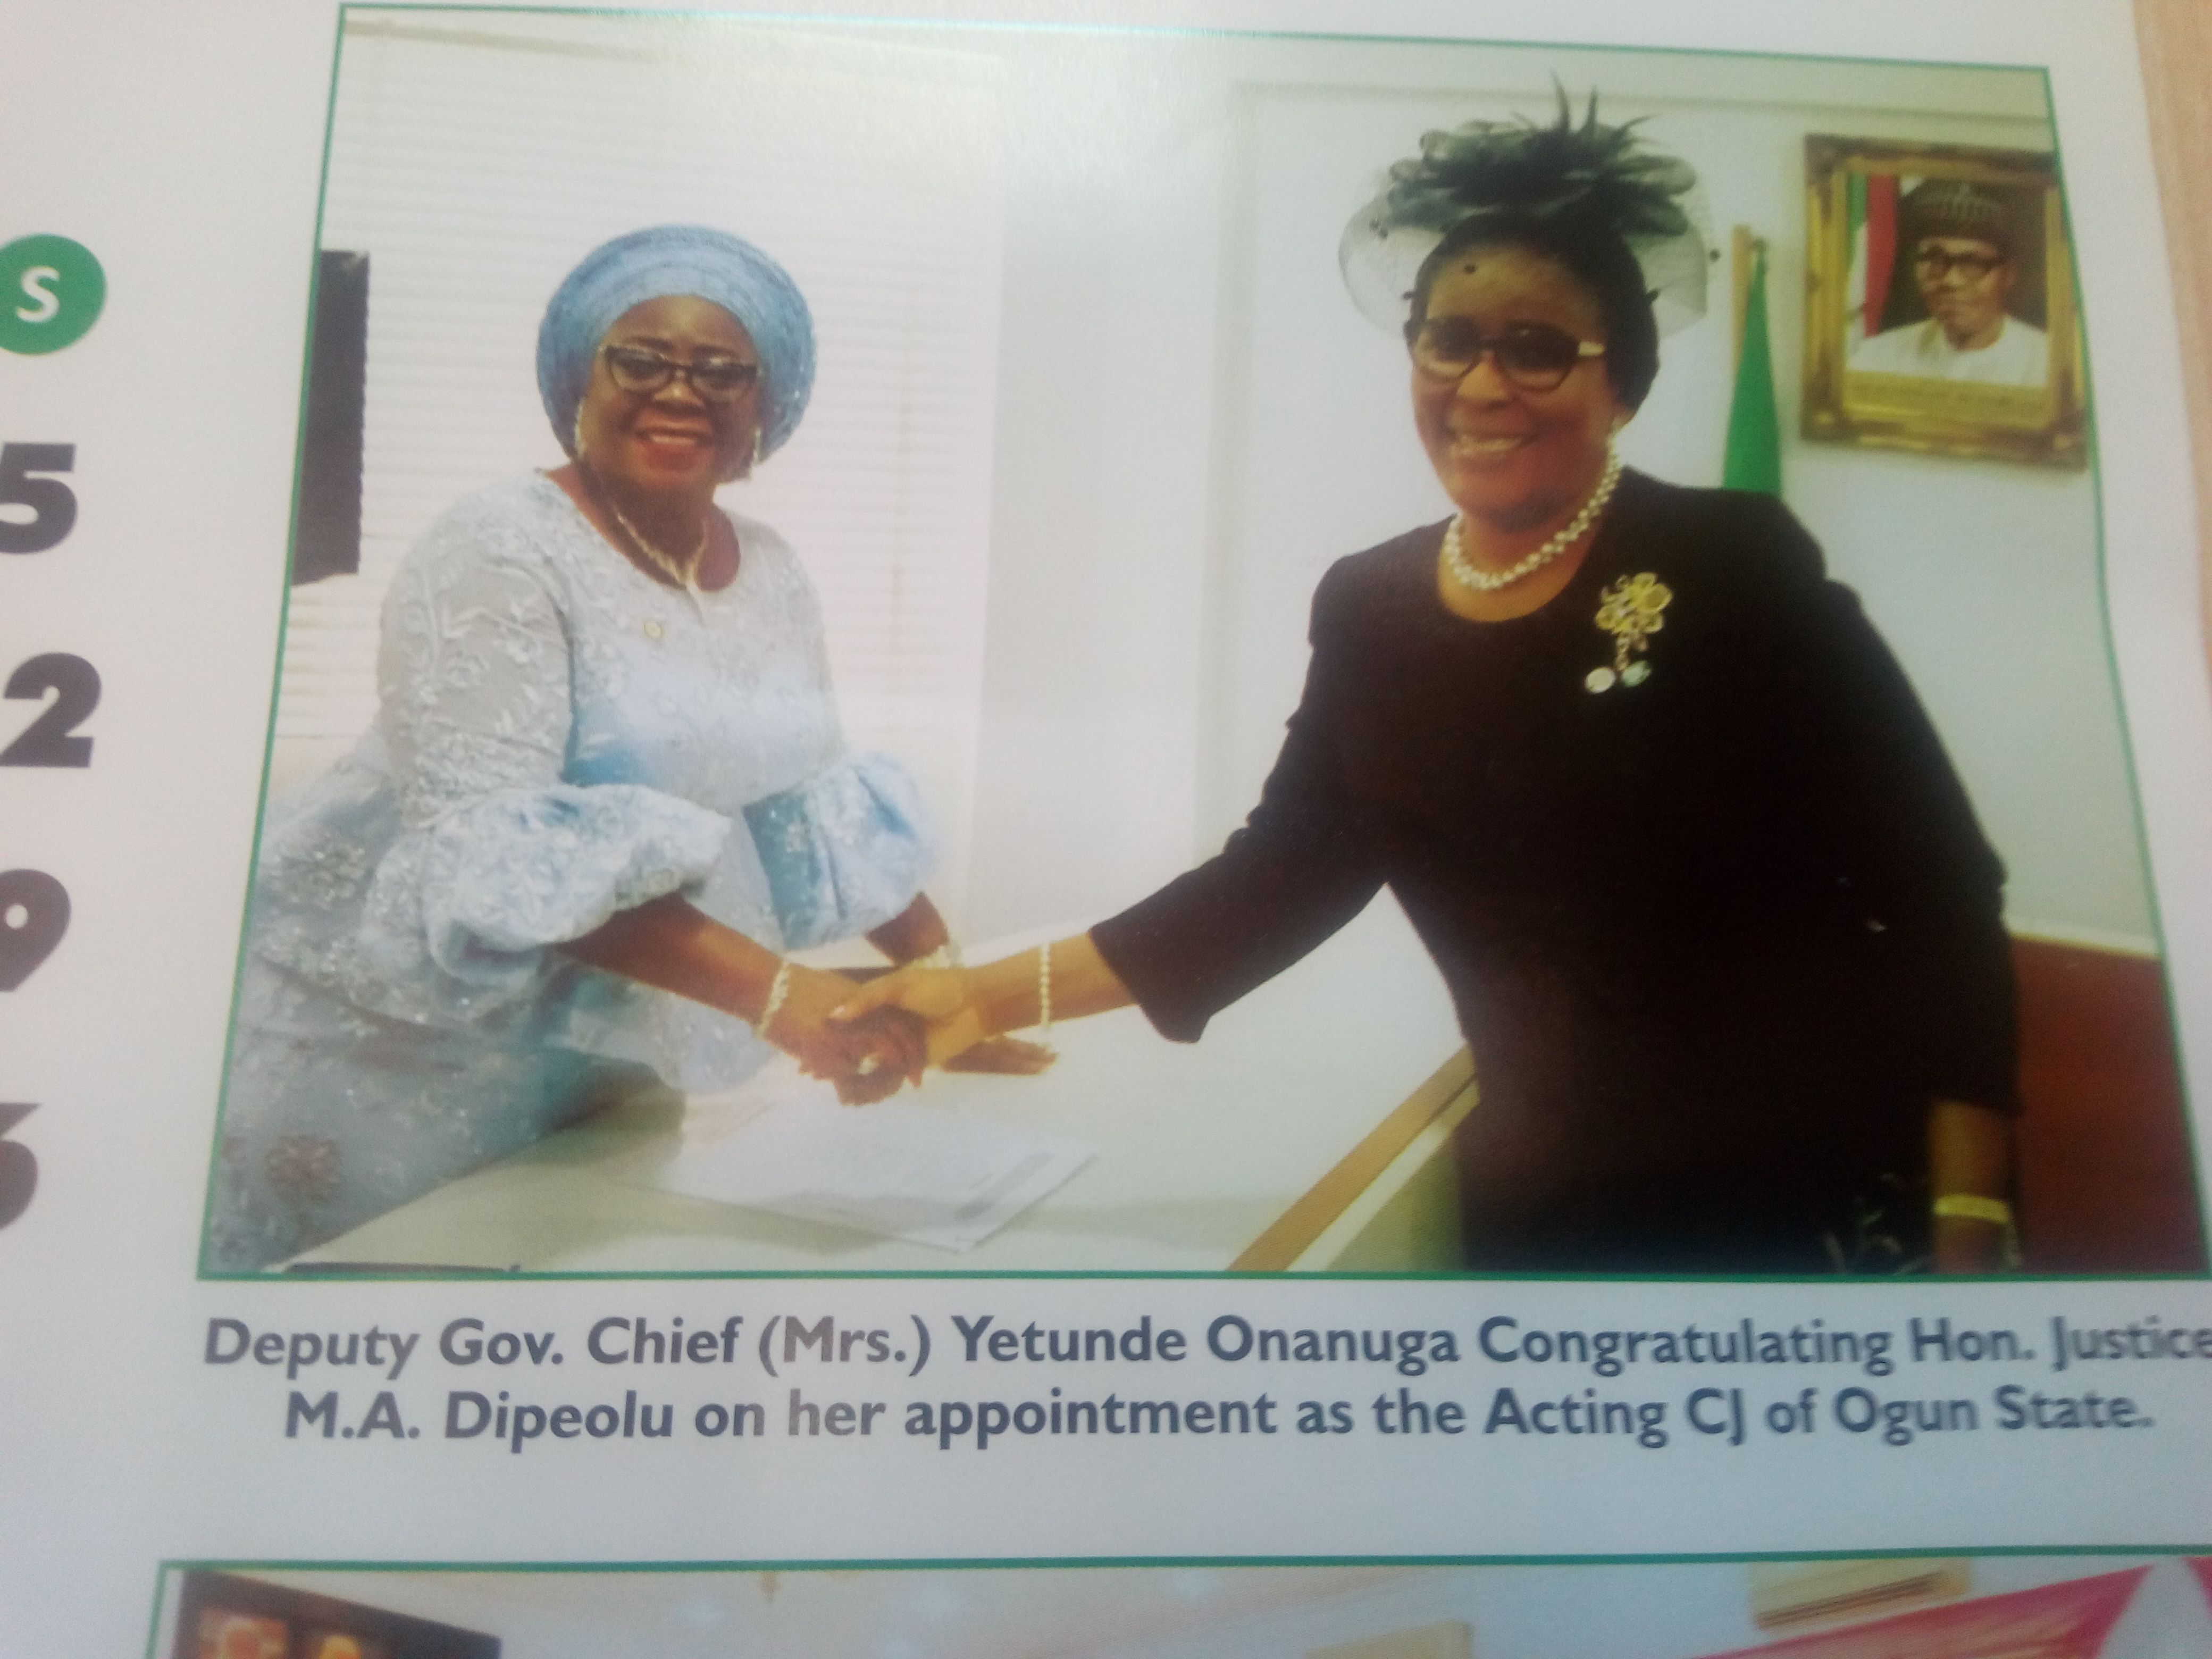 S
5
2
9
Deputy Gov. Chief (Mrs.) Yetunde Onanuga Congratulating Hon. Justice
M.A. Dipeolu on her appointment as the Acting CJ of Ogun State.